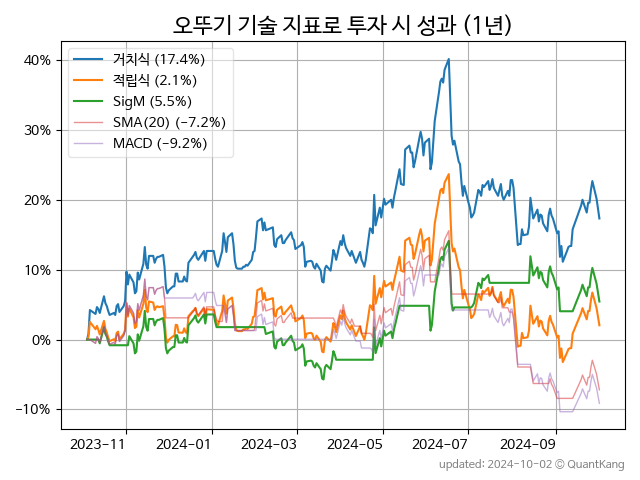 오뚜기 기술 지표로 투자 시 성과 (1년)
거치식 (17.4%)
적립식 (2.1%)
SigM (5.5%)
SMA(20) (−7.2%)
MACD (−9.2%)
40%
30%
20%
10%
0%
−10%
2023-11
2024-01
2024-03
2024-05
2024-07
2024-09
updated: 2024-10-02 © QuantKang